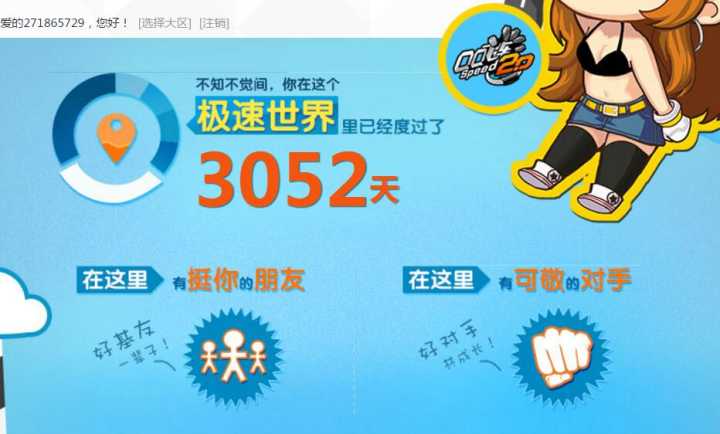 爱的271865729，您好！ [选择大区] [注销]
QQ飞车
Speed 2.0
不知不觉间，你在这个
极速世界里已经度过了
3052天
在这里 有挺你的朋友
好基友
一辈子！
在这里 有可敬的对手
好对手
伴成长！